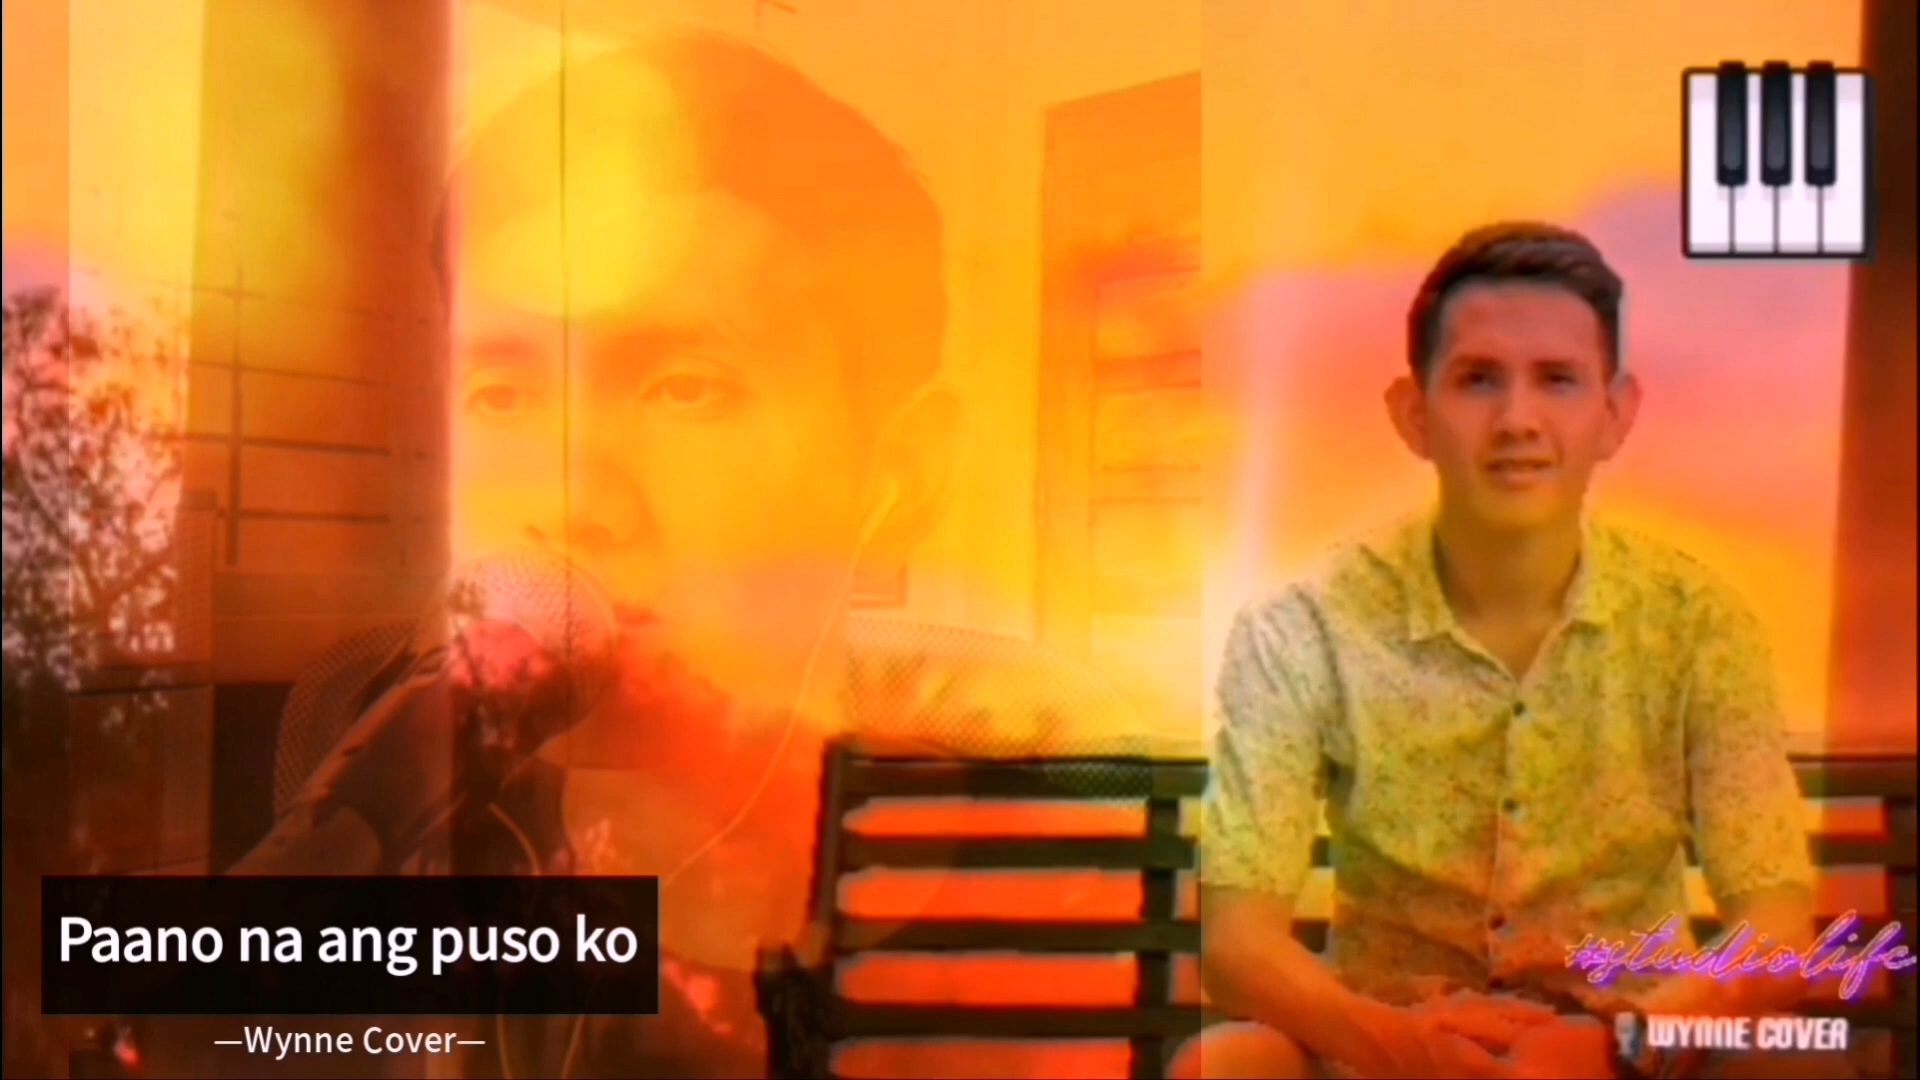 Paano na ang puso ko
—Wynne Cover—
#studiolife
WYNNE COVER